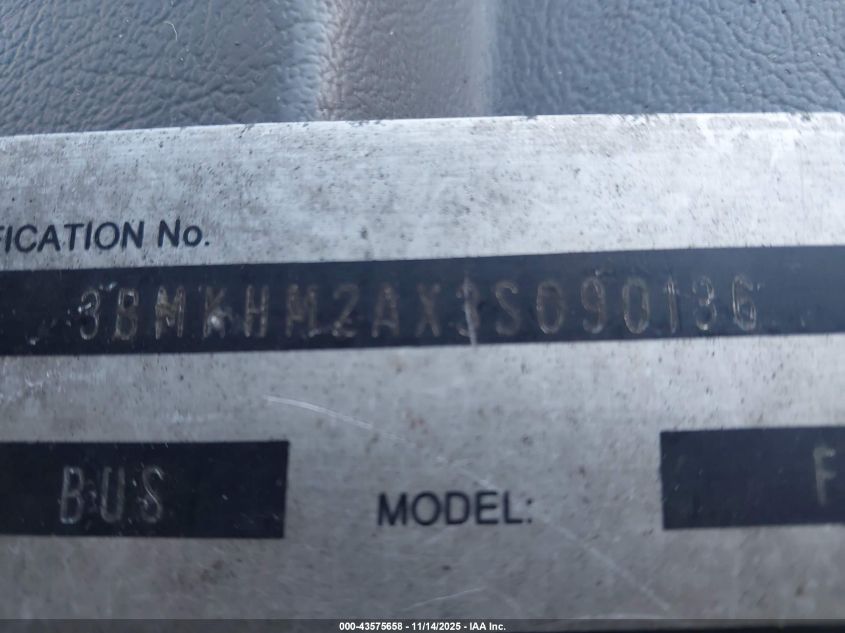 FICATION No.
3BMKHM2AX3S090136
BUS
MODEL:
F
000-43575658 - 11/14/2025 - IAA Inc.